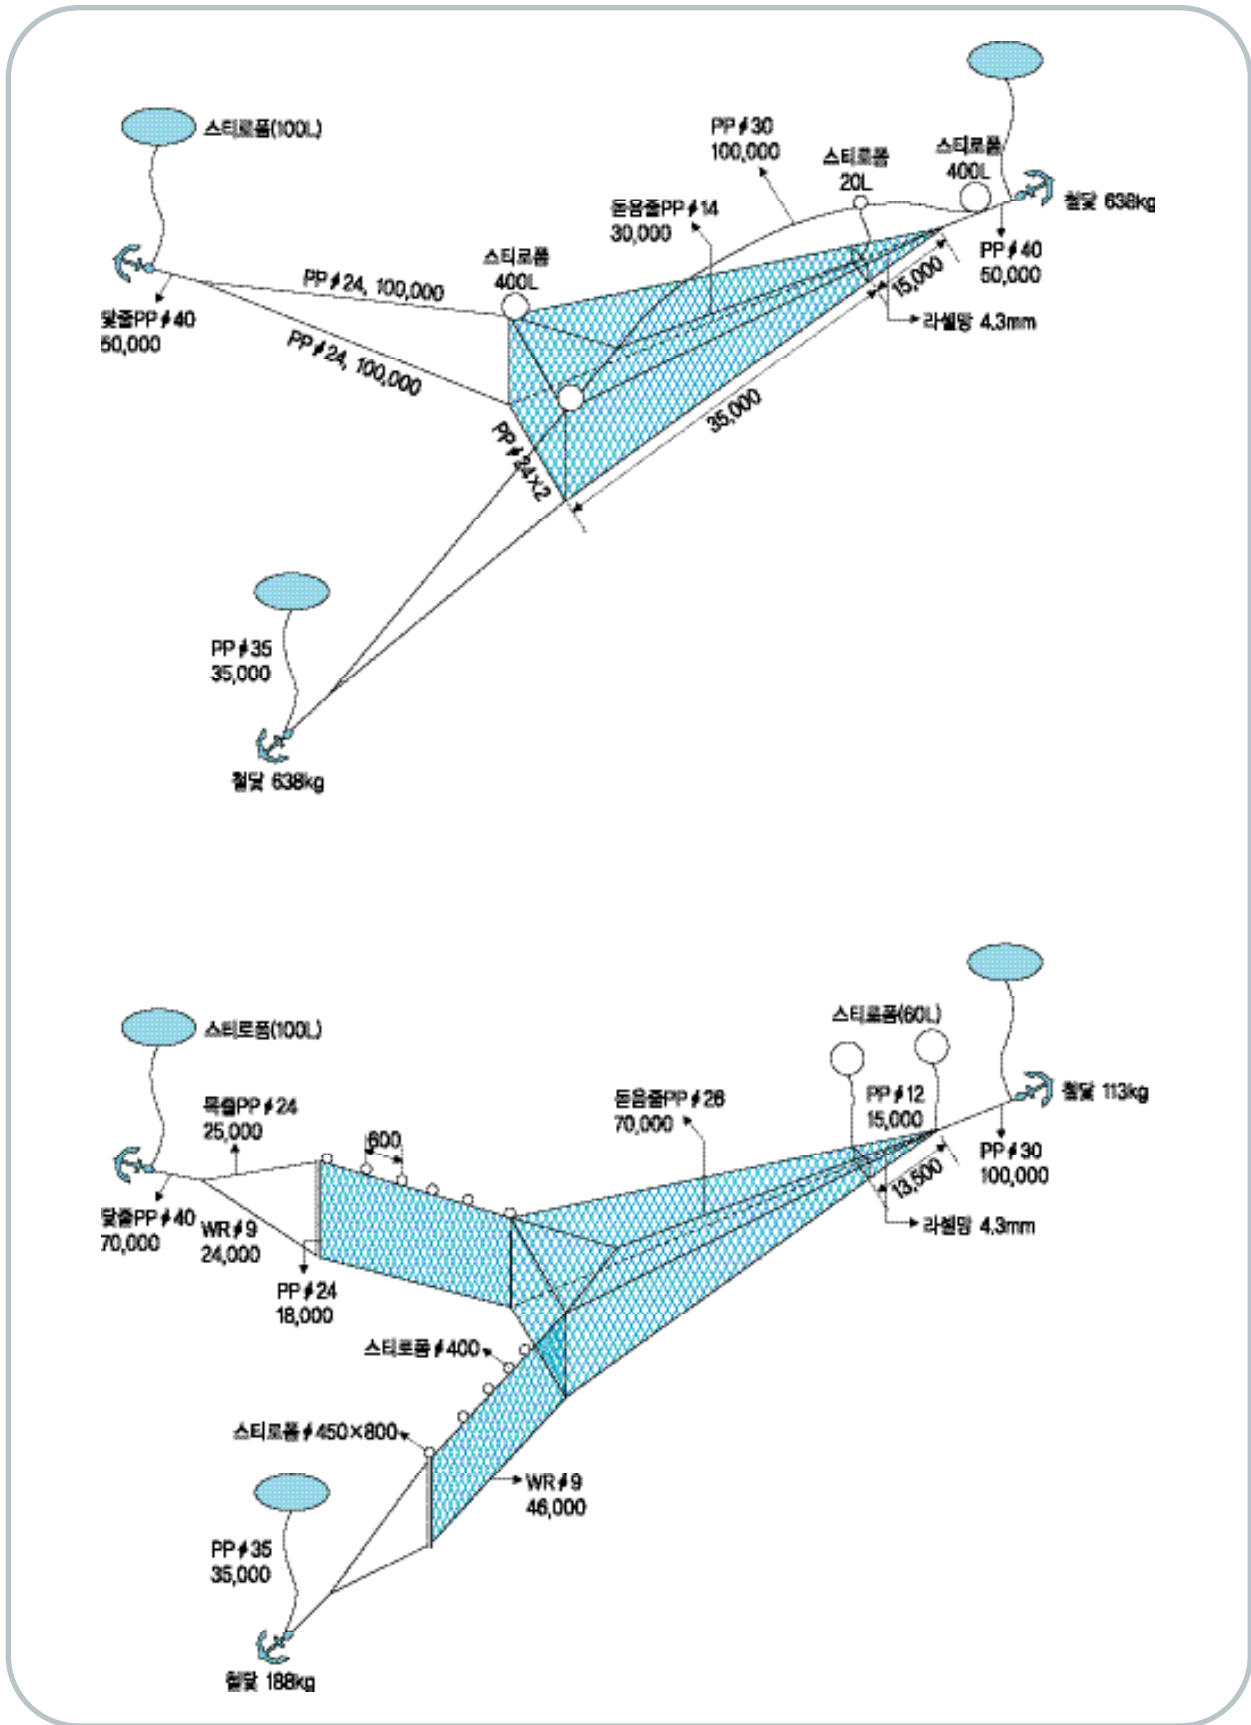 스티로폼(100L)
PP ∮30
100,000
스티로폼
20L
스티로폼
400L
철닻 638kg
돋움줄PP ∮14
30,000
PP ∮40
50,000
스티로폼
400L
PP ∮24, 100,000
15,000
닻줄PP ∮40
50,000
라셀망 4.3mm
PP ∮24, 100,000
35,000
PP ∮24×2
PP ∮35
35,000
철닻 638kg
스티로폼(100L)
스티로폼(60L)
철닻 113kg
돋움줄PP ∮26
70,000
PP ∮12
15,000
목줄PP ∮24
25,000
600
PP ∮30
100,000
13,500
닻줄PP ∮40
70,000
WR ∮9
24,000
라셀망 4.3mm
PP ∮24
18,000
스티로폼 ∮400
스티로폼 ∮450×800
WR ∮9
46,000
PP ∮35
35,000
철닻 188kg